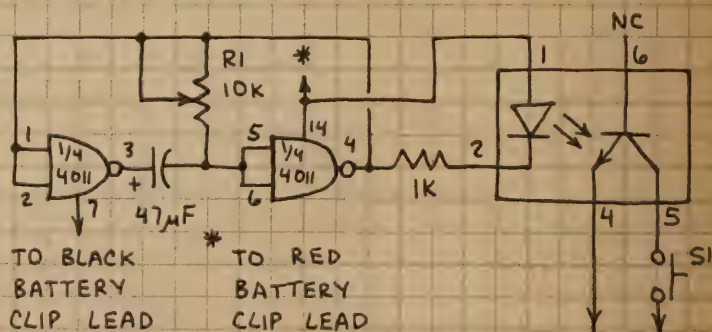 NC
R1
10K
*
1
6
1
2
1/4
4011
3
+
7
47µF
5
6
14
1/4
4011
4
1K
2
4
5
S1
TO BLACK
BATTERY
CLIP LEAD
* TO RED
BATTERY
CLIP LEAD